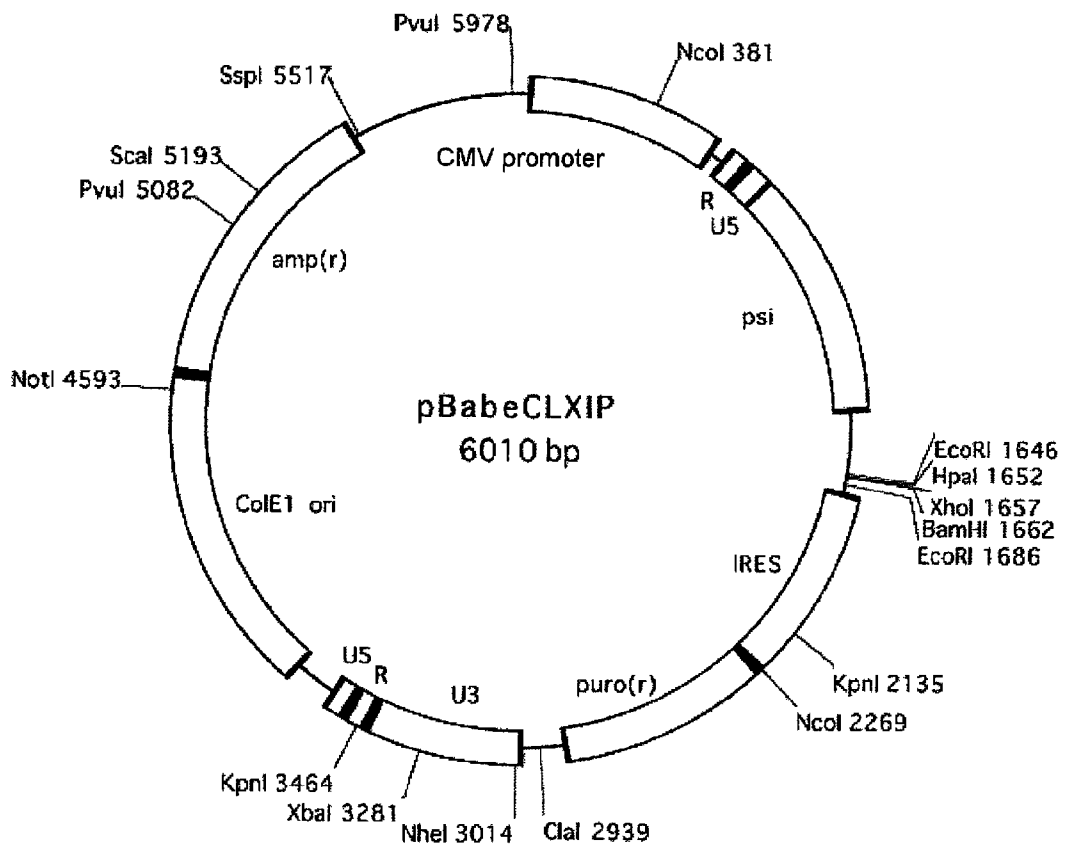 PvuI 5978
NcoI 381
SspI 5517
CMV promoter
ScaI 5193
PvuI 5082
R
U5
amp(r)
psi
NotI 4593
pBabeCLXIP
6010 bp
EcoRI 1646
HpaI 1652
XhoI 1657
BamHI 1662
EcoRI 1686
ColE1 ori
IRES
U5
R
U3
puro(r)
KpnI 2135
NcoI 2269
KpnI 3464
XbaI 3281
NheI 3014
ClaI 2939